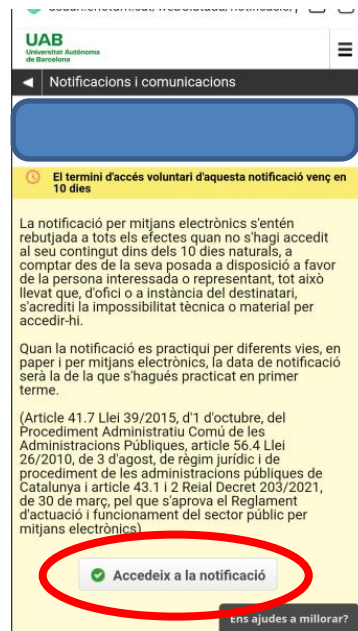 UAB
Universitat Autònoma
de Barcelona
Notificacions i comunicacions
El termini d'accés voluntari d'aquesta notificació venç en
10 dies
La notificació per mitjans electrònics s'entén
rebutjada a tots els efectes quan no s'hagi accedit
al seu contingut dins dels 10 dies naturals, a
comptar des de la seva posada a disposició a favor
de la persona interessada o representant, tot això
llevat que, d'ofici o a instància del destinatari,
s'acrediti la impossibilitat tècnica o material per
accedir-hi.
Quan la notificació es practiqui per diferents vies, en
paper i per mitjans electrònics, la data de notificació
serà la de la que s'hagués practicat en primer
terme.
(Article 41.7 Llei 39/2015, d'1 d'octubre, del
Procediment Administratiu Comú de les
Administracions Públiques, article 56.4 Llei
26/2010, de 3 d'agost, de règim jurídic i de
procediment de les administracions públiques de
Catalunya i article 43.1 i 2 Reial Decret 203/2021,
de 30 de març, pel que s'aprova el Reglament
d'actuació i funcionament del sector públic per
mitjans electrònics)
Accedeix a la notificació
Ens ajudes a millorar?